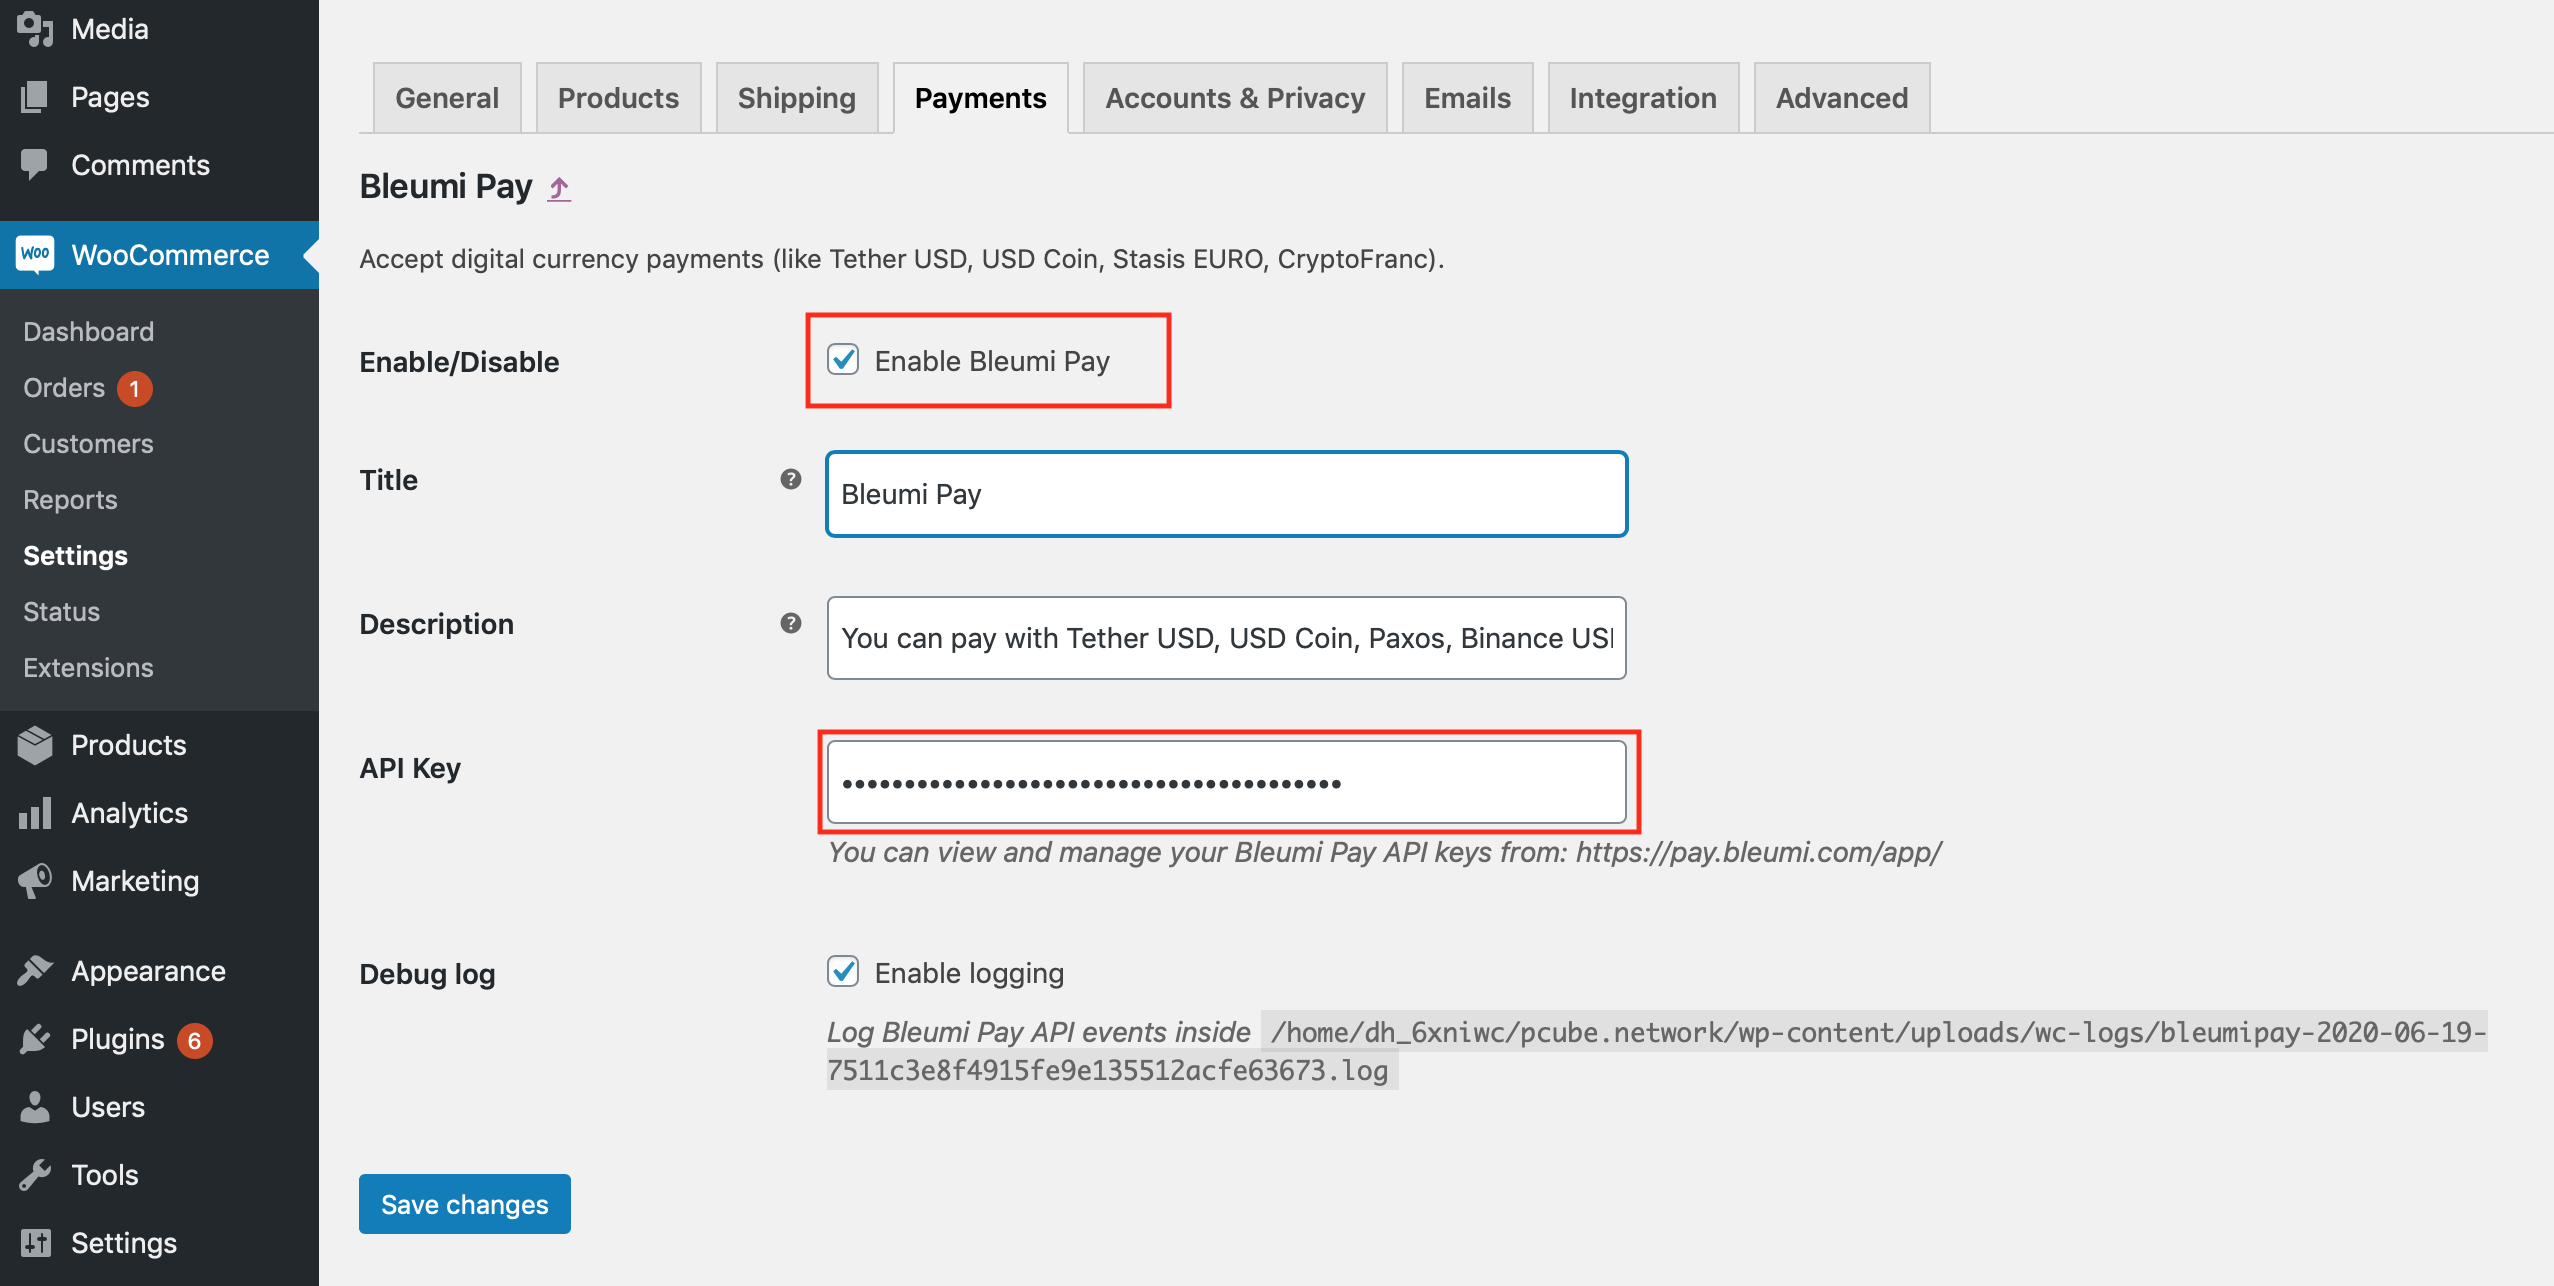 Media
Pages
Comments
WOO WooCommerce
Dashboard
Orders 1
Customers
Reports
Settings
Status
Extensions
Products
Analytics
Marketing
Appearance
Plugins 6
Users
Tools
Settings
General Products Shipping Payments Accounts & Privacy Emails Integration Advanced
Bleumi Pay
Accept digital currency payments (like Tether USD, USD Coin, Stasis EURO, CryptoFranc).
Enable/Disable Enable Bleumi Pay
Title ? Bleumi Pay
Description ? You can pay with Tether USD, USD Coin, Paxos, Binance
API Key ••••••••••••••••••••••••••••••••••••••••
You can view and manage your Bleumi Pay API keys from: https://pay.bleumi.com/app/
Debug log Enable logging
Log Bleumi Pay API events inside /home/dh_6xniwc/pcube.network/wp-content/uploads/wc-logs/bleumipay-2020-06-19-
7511c3e8f4915fe9e135512acfe63673.log
Save changes